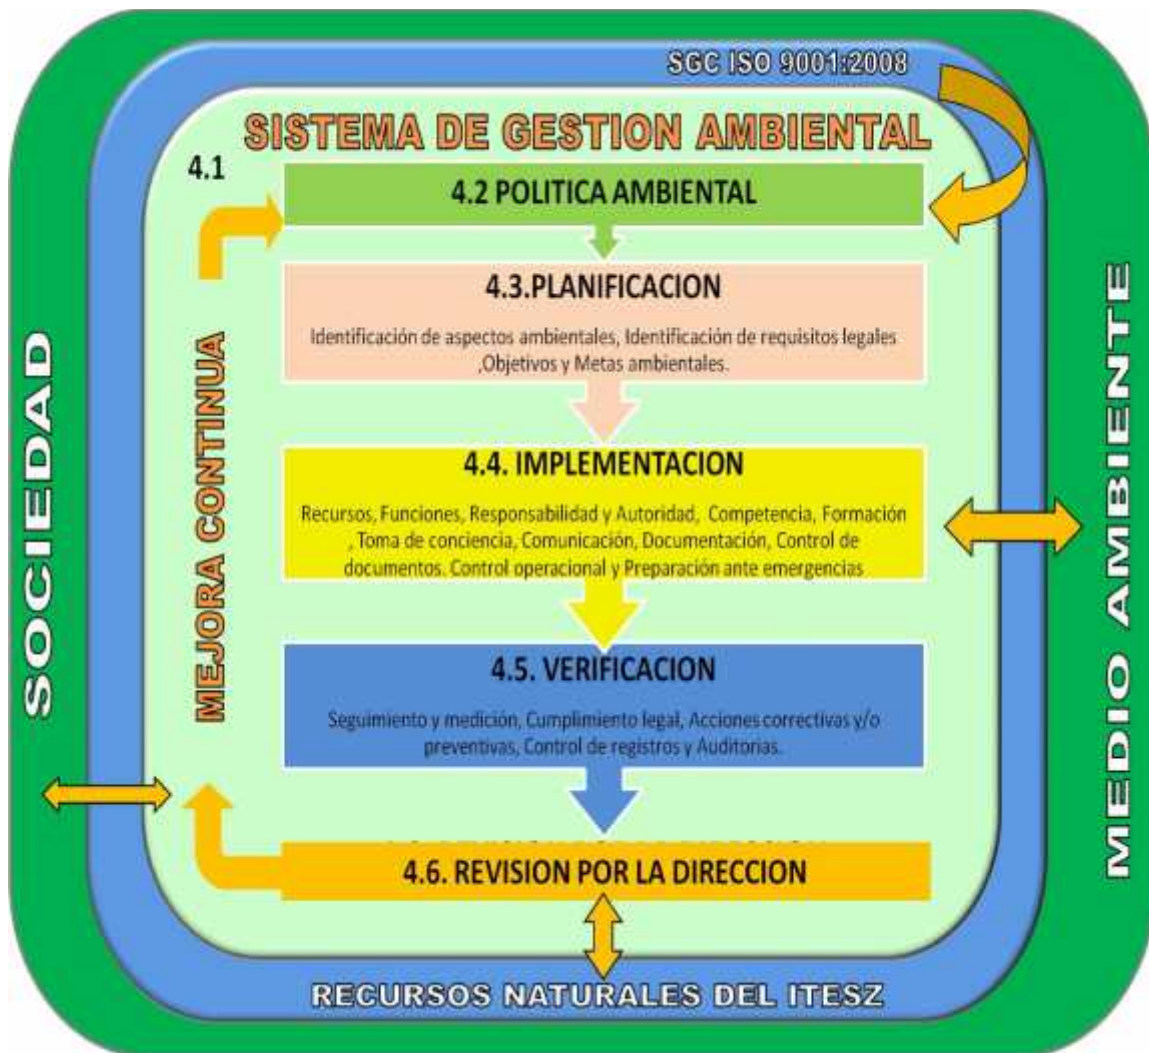 SGC ISO 9001:2008
SISTEMA DE GESTION AMBIENTAL
4.1
4.2 POLITICA AMBIENTAL
4.3.PLANIFICACION
Identificación de aspectos ambientales, Identificación de requisitos legales
,Objetivos y Metas ambientales.
4.4. IMPLEMENTACION
Recursos, Funciones, Responsabilidad y Autoridad, Competencia, Formación
, Toma de conciencia, Comunicación, Documentación, Control de
documentos. Control operacional y Preparación ante emergencias
4.5. VERIFICACION
Seguimiento y medición, Cumplimiento legal, Acciones correctivas y/o
preventivas, Control de registros y Auditorias.
4.6. REVISION POR LA DIRECCION
MEJORA CONTINUA
SOCIEDAD
MEDIO AMBIENTE
RECURSOS NATURALES DEL ITESZ